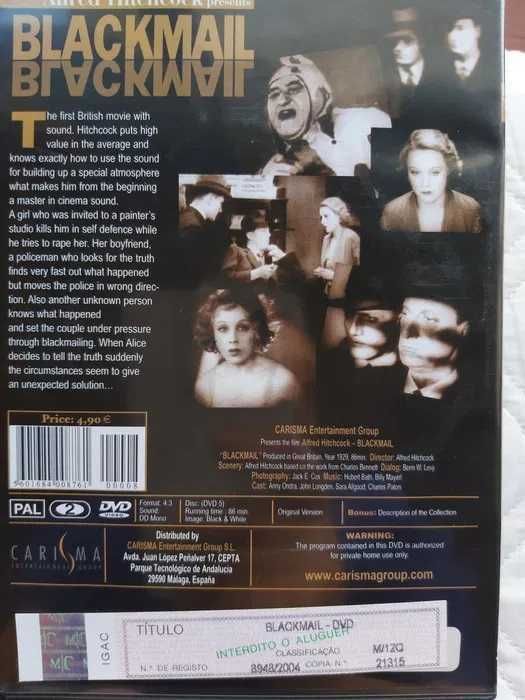 Alfred Hitchcock presents
BLACKMAIL
BLACKMAIL
The first British movie with
sound. Hitchcock puts high
value in the average and
knows exactly how to use the sound
for building up a special atmosphere
what makes him from the beginning
a master in cinema sound.
A girl who was invited to a painter's
studio kills him in self defence while
he tries to rape her. Her boyfriend,
a policeman who looks for the truth
finds very fast out what happened
but moves the police in wrong direc-
tion. Also another unknown person
knows what happened
and set the couple under pressure
through blackmailing. When Alice
decides to tell the truth suddenly
the circumstances seem to give
an unexpected solution...
Price: 4,90 €
5601684008761 00008
CARISMA Entertainment Group
Presents the film Alfred Hitchcock – BLACKMAIL
"BLACKMAIL" Produced in Great Britain, Year 1929, 86min. Director: Alfred Hitchcock
Scenery: Alfred Hitchcock based on the work from Charles Bennett Dialog: Benn W. Levy
Photography: Jack E. Cox Music: Hubert Bath, Billy Mayerl
Cast: Anny Ondra, John Longden, Sara Allgood, Charles Paton
PAL 2 DVD VIDEO
Format: 4:3
Sound:
DD Mono
Disc: (DVD 5)
Running time: 86 min.
Image: Black & White
Original Version
Bonus: Description of the Collection
CARISMA
ENTERTAINMENT GROUP
Distributed by
CARISMA Entertainment Group S.L.
Avda. Juan López Peñalver 17, CEPTA
Parque Tecnológico de Andalucia
29590 Malaga, España
WARNING:
The program contained in this DVD is authorized
for private home use only.
www.carismagroup.com
IGAC
TÍTULO BLACKMAIL - DVD
INTERDITO O ALUGUER
CLASSIFICAÇÃO M/12Q
N.º DE REGISTO 8948/2004 CÓPIA N.º 21315